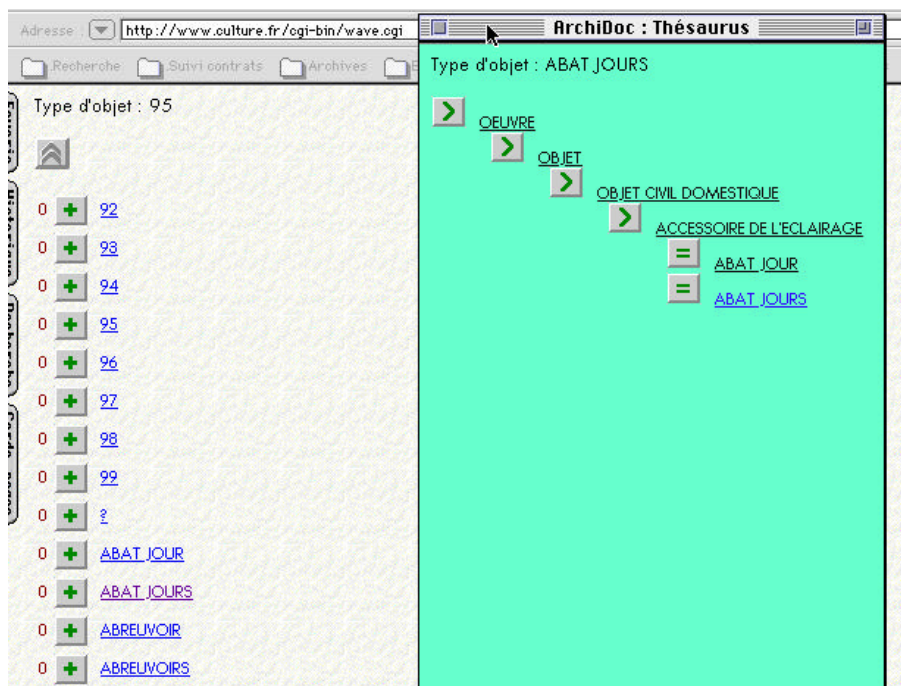 Adresse : http://www.culture.fr/cgi-bin/wave.cgi
Recherche Suivi contrats Archives
Type d'objet : 95
0 92
0 93
0 94
0 95
0 96
0 97
0 98
0 99
0 ?
0 ABAT JOUR
0 ABAT JOURS
0 ABREUVOIR
0 ABREUVOIRS
ArchiDoc : Thésaurus
Type d'objet : ABAT JOURS
OEUVRE
OBJET
OBJET CIVIL DOMESTIQUE
ACCESSOIRE DE L'ECLAIRAGE
= ABAT JOUR
= ABAT JOURS